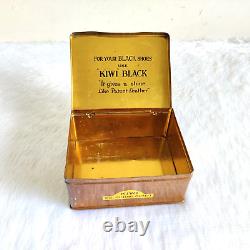 FOR YOUR BLACK SHOES
USE
"KIWI BLACK"
"It gives a shine
Like Patent Leather"